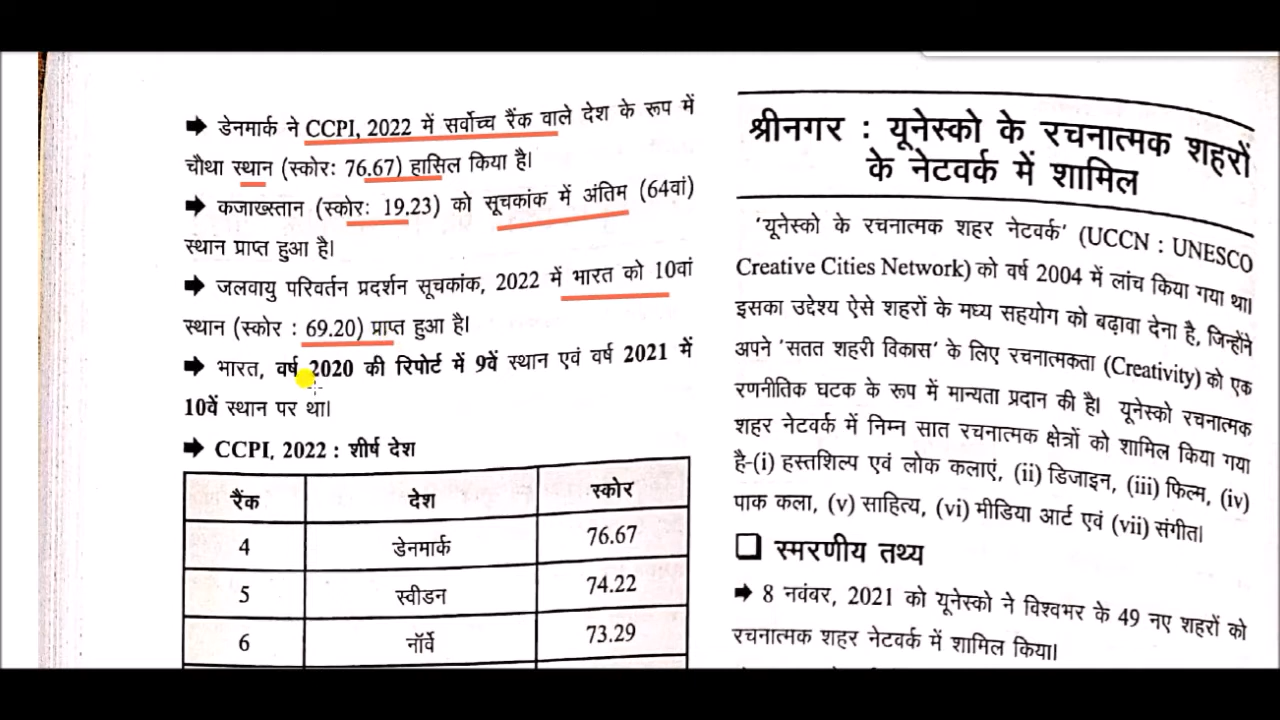 ➡ डेनमार्क ने CCPI, 2022 में सर्वोच्च रैंक वाले देश के रूप में
चौथा स्थान (स्कोरः 76.67) हासिल किया है।
➡ कजाख्स्तान (स्कोरः 19.23) को सूचकांक में अंतिम (64वां)
स्थान प्राप्त हुआ है।
➡ जलवायु परिवर्तन प्रदर्शन सूचकांक, 2022 में भारत को 10वां
स्थान (स्कोर : 69.20) प्राप्त हुआ है।
➡ भारत, वर्ष 2020 की रिपोर्ट में 9वें स्थान एवं वर्ष 2021 में
10वें स्थान पर था।
➡ CCPI, 2022 : शीर्ष देश
रैंक देश स्कोर
4 डेनमार्क 76.67
5 स्वीडन 74.22
6 नॉर्वे 73.29
श्रीनगर : यूनेस्को के रचनात्मक शहरों
के नेटवर्क में शामिल
'यूनेस्को के रचनात्मक शहर नेटवर्क' (UCCN : UNESCO
Creative Cities Network) को वर्ष 2004 में लांच किया गया था।
इसका उद्देश्य ऐसे शहरों के मध्य सहयोग को बढ़ावा देना है, जिन्होंने
अपने 'सतत शहरी विकास' के लिए रचनात्मकता (Creativity) को एक
रणनीतिक घटक के रूप में मान्यता प्रदान की है। यूनेस्को रचनात्मक
शहर नेटवर्क में निम्न सात रचनात्मक क्षेत्रों को शामिल किया गया
है-(i) हस्तशिल्प एवं लोक कलाएं, (ii) डिजाइन, (iii) फिल्म, (iv)
पाक कला, (v) साहित्य, (vi) मीडिया आर्ट एवं (vii) संगीत।
❑ स्मरणीय तथ्य
➡ 8 नवंबर, 2021 को यूनेस्को ने विश्वभर के 49 नए शहरों को
रचनात्मक शहर नेटवर्क में शामिल किया।